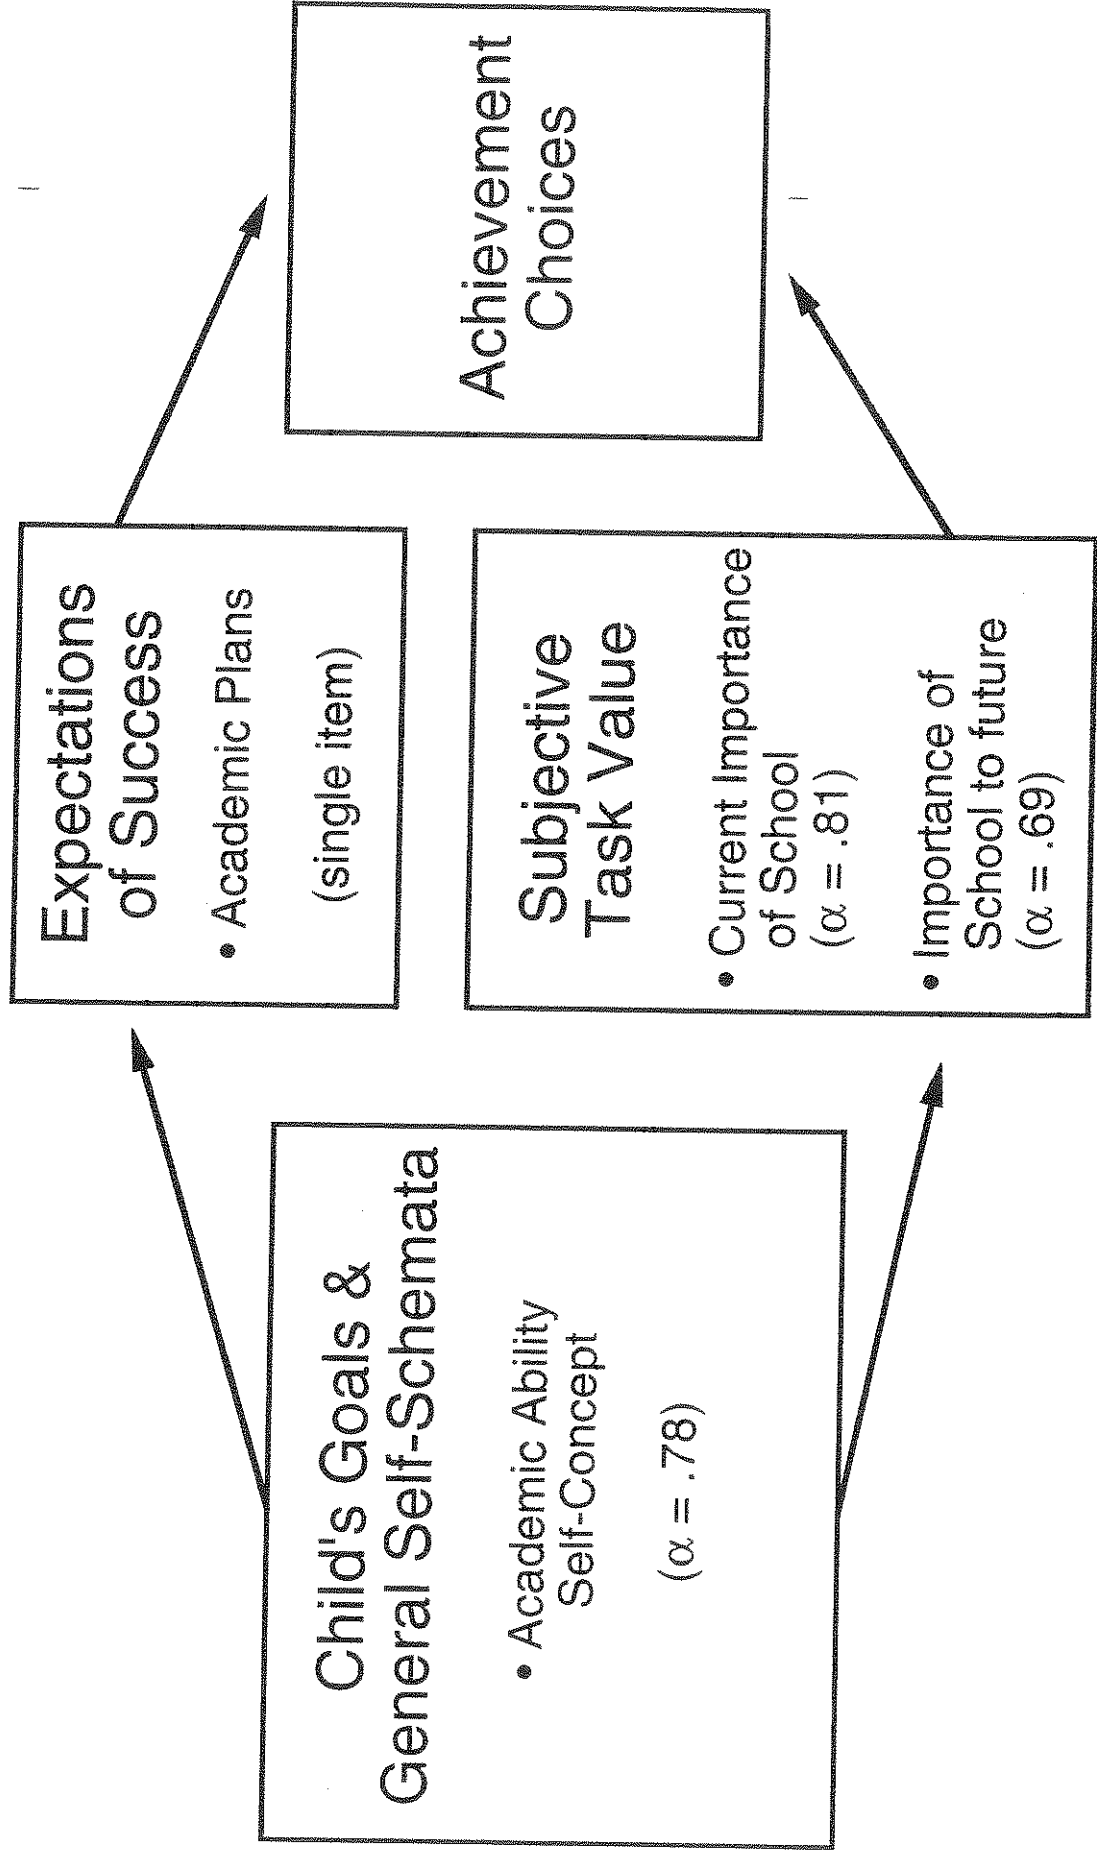 Child's Goals &
General Self-Schemata
• Academic Ability
Self-Concept
(α = .78)
Expectations
of Success
• Academic Plans
(single item)
Subjective
Task Value
• Current Importance
of School
(α = .81)
• Importance of
School to future
(α = .69)
Achievement
Choices